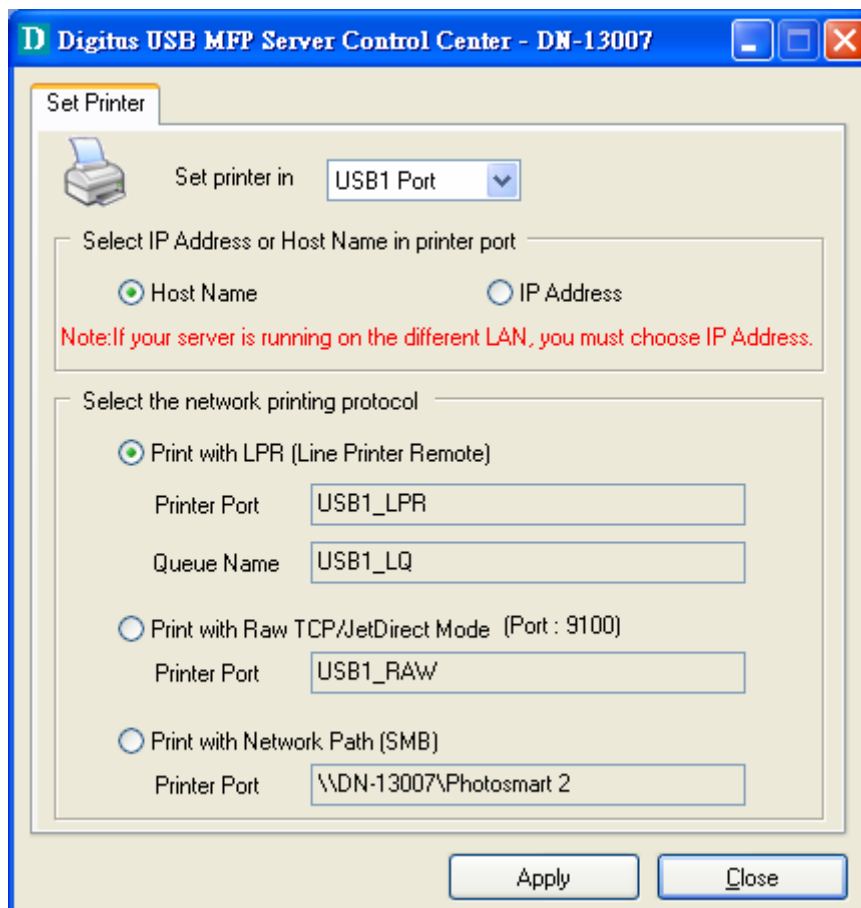 D Digitus USB MFP Server Control Center - DN-13007
Set Printer
Set printer in USB1 Port
Select IP Address or Host Name in printer port
Host Name IP Address
Note:If your server is running on the different LAN, you must choose IP Address.
Select the network printing protocol
Print with LPR (Line Printer Remote)
Printer Port USB1_LPR
Queue Name USB1_LQ
Print with Raw TCP/JetDirect Mode (Port : 9100)
Printer Port USB1_RAW
Print with Network Path (SMB)
Printer Port \\DN-13007\Photosmart 2
Apply Close